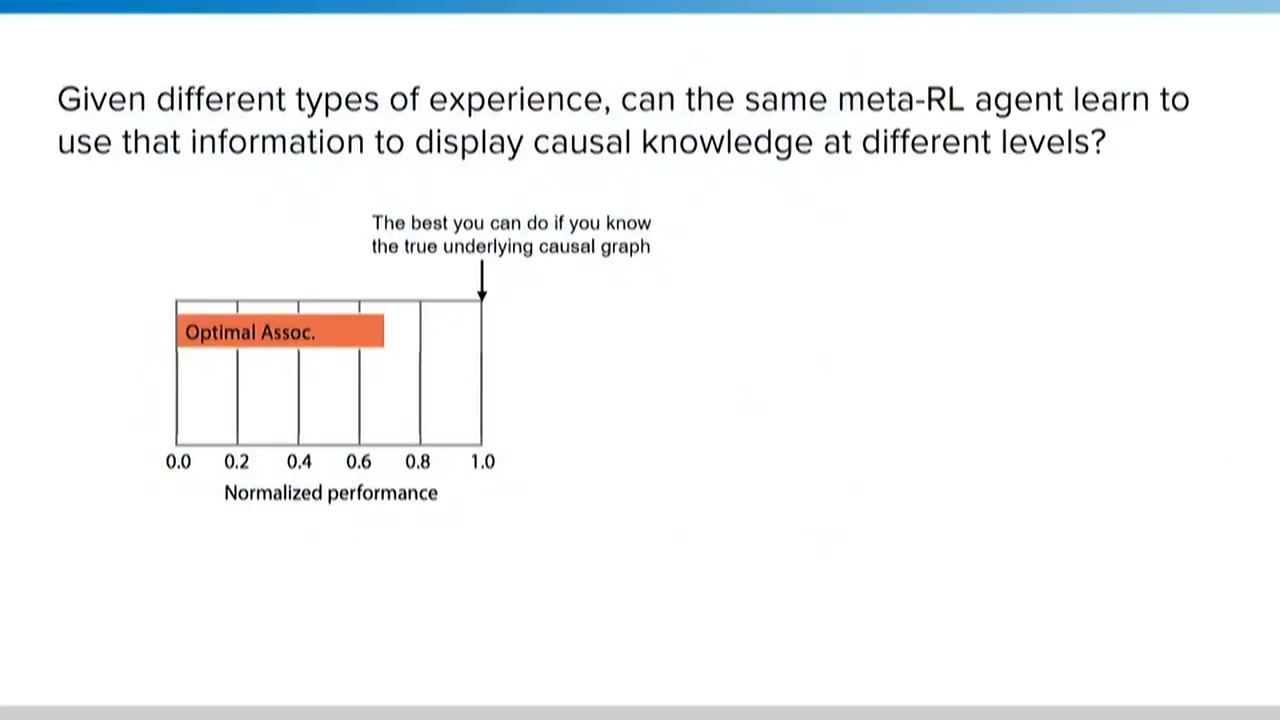 Given different types of experience, can the same meta-RL agent learn to
use that information to display causal knowledge at different levels?
The best you can do if you know
the true underlying causal graph
Optimal Assoc.
0.0 0.2 0.4 0.6 0.8 1.0
Normalized performance